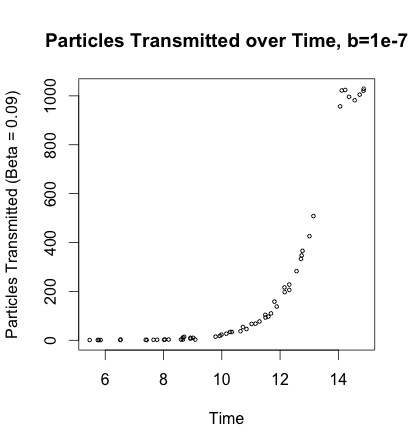 Particles Transmitted over Time, b=1e-7
Particles Transmitted (Beta = 0.09)
1000
800
600
400
200
0
6 8 10 12 14
Time